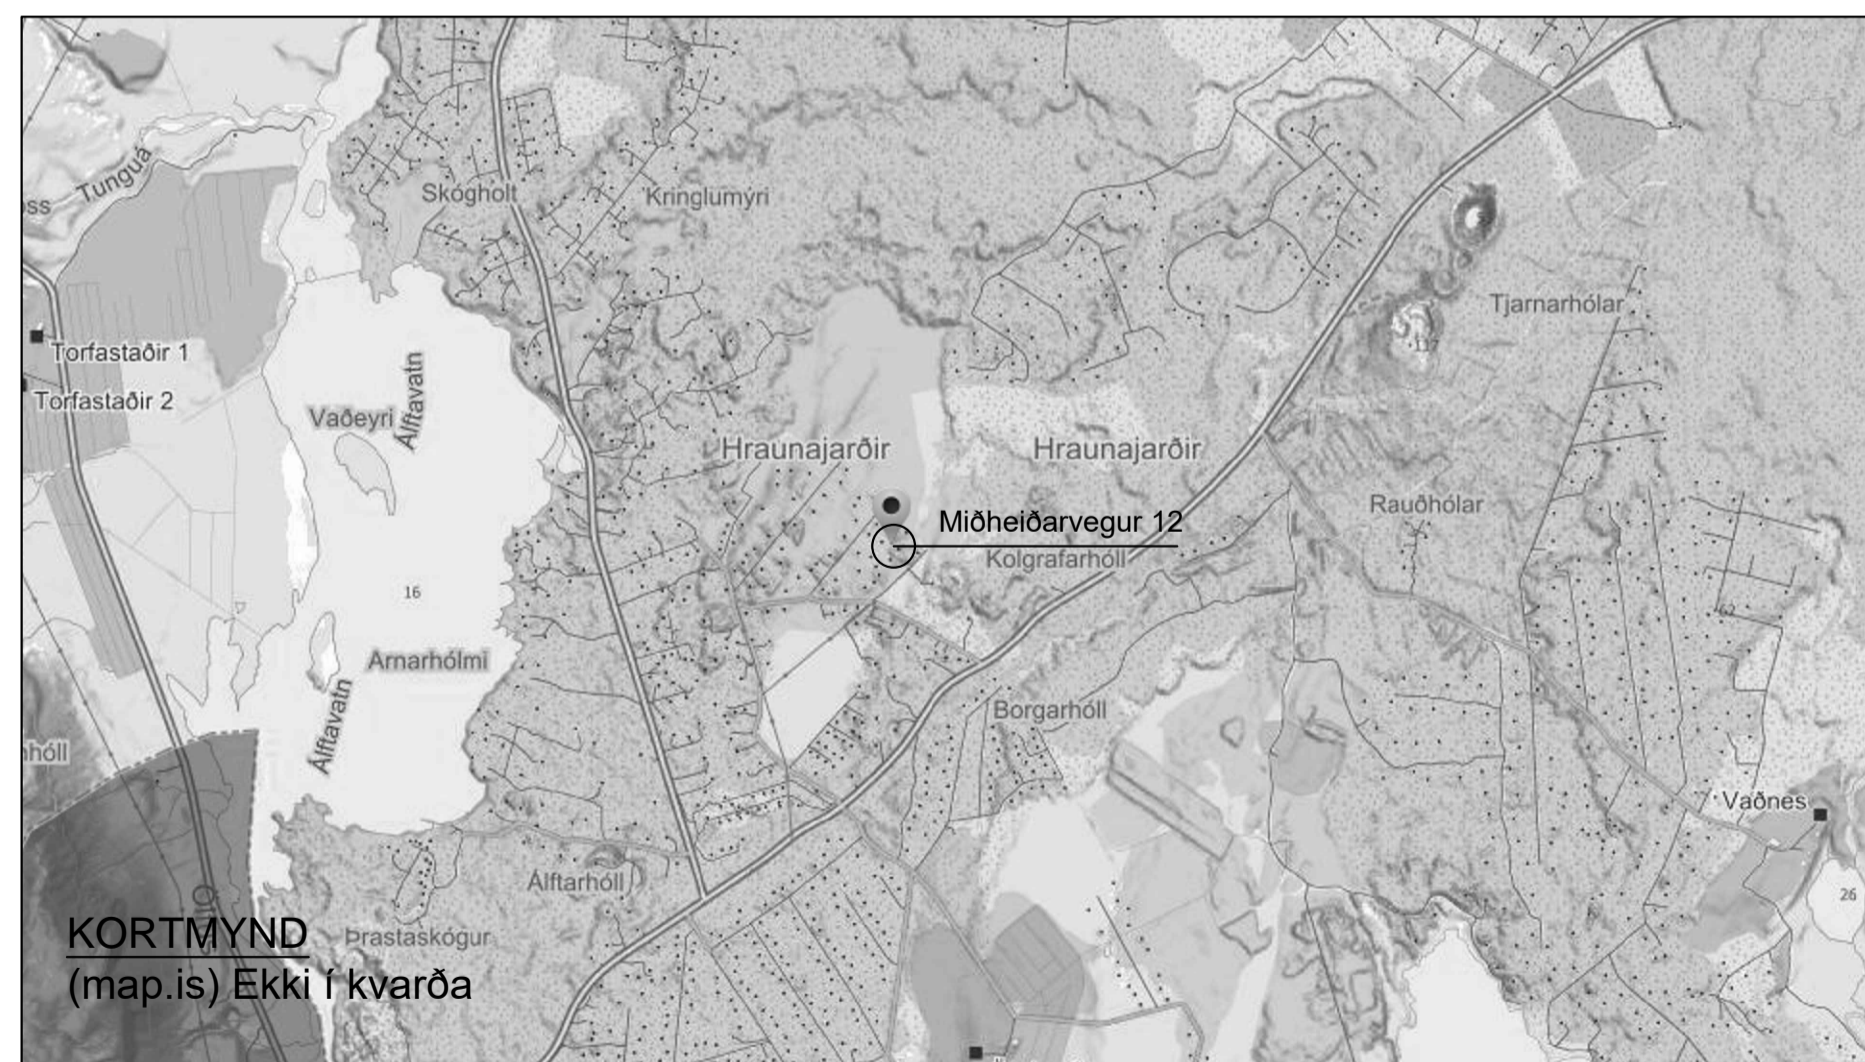 Tunguá
Skógholt
Kringlumýri
Tjarnarhólar
117
Torfastaðir 1
Torfastaðir 2
Vaðeyri
Álftavatn
Hraunajarðir
Hraunajarðir
Rauðhólar
Miðheiðarvegur 12
Kolgrafarhóll
16
62
Arnarhólmi
Álftavatn
Borgarhóll
Vaðnes
Álftarhóll
26
Þrastaskógur
KORTMYND
(map.is) Ekki í kvarða